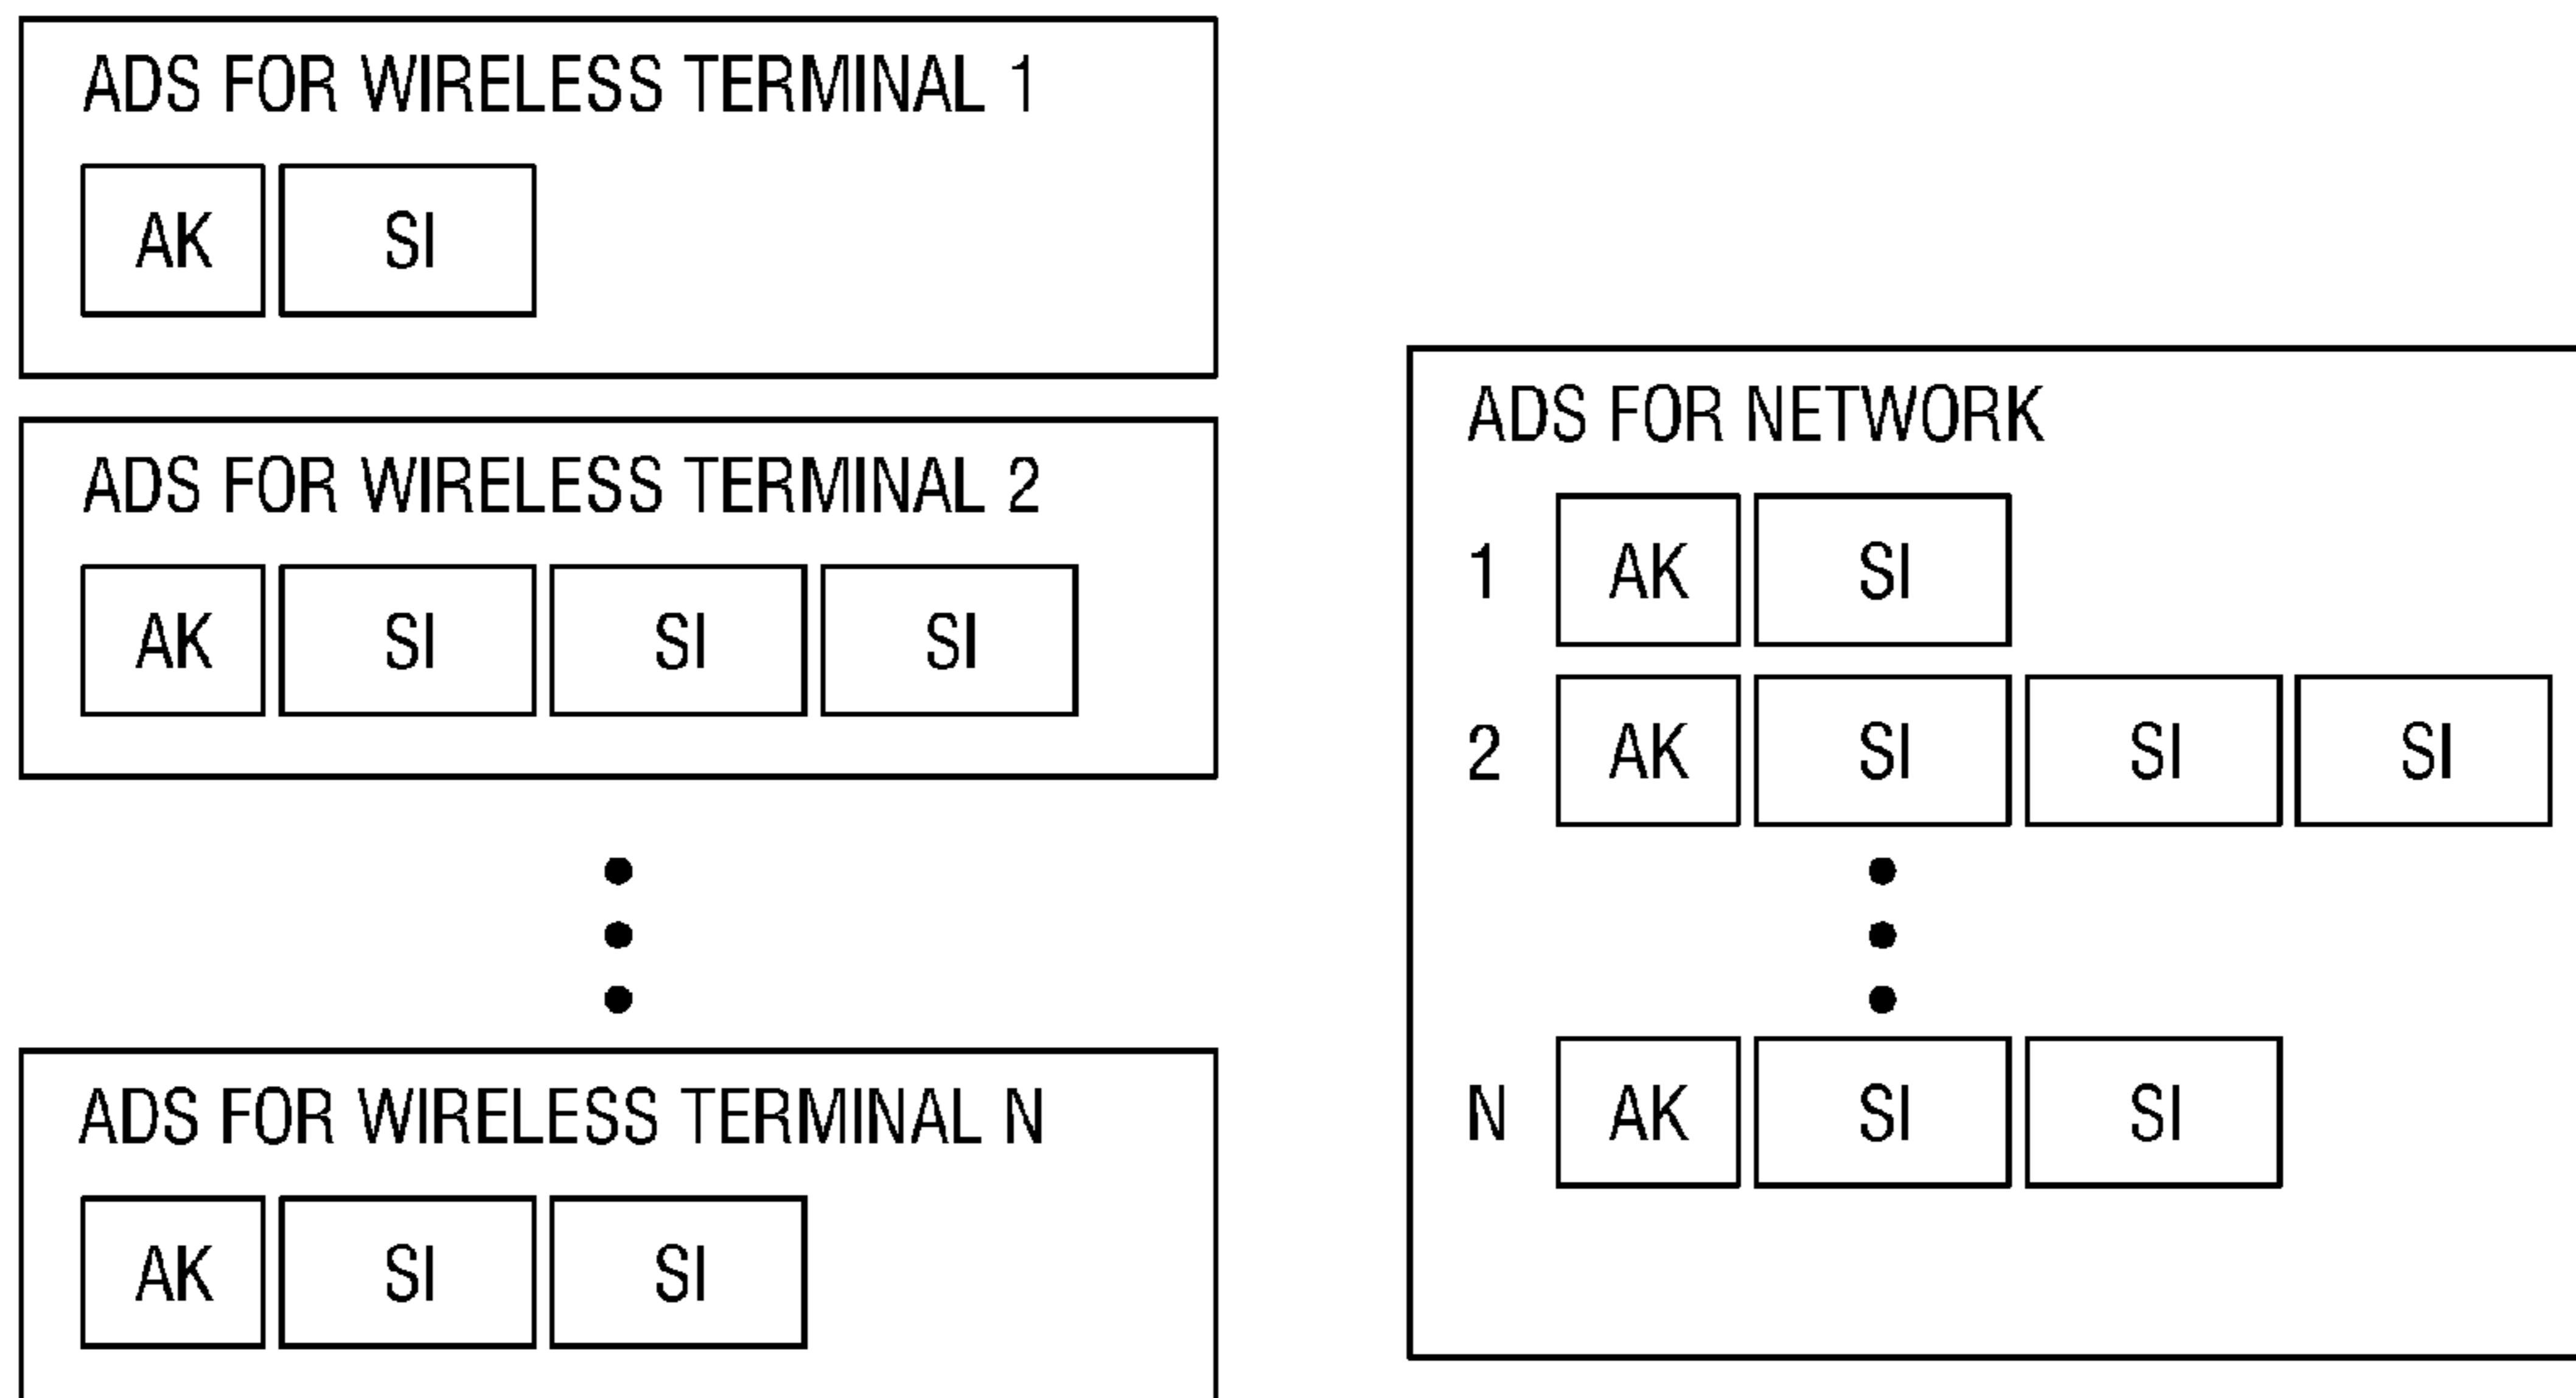 ADS FOR WIRELESS TERMINAL 1
AK SI
ADS FOR WIRELESS TERMINAL 2
AK SI SI SI
ADS FOR WIRELESS TERMINAL N
AK SI SI
ADS FOR NETWORK
1 AK SI
2 AK SI SI SI
N AK SI SI